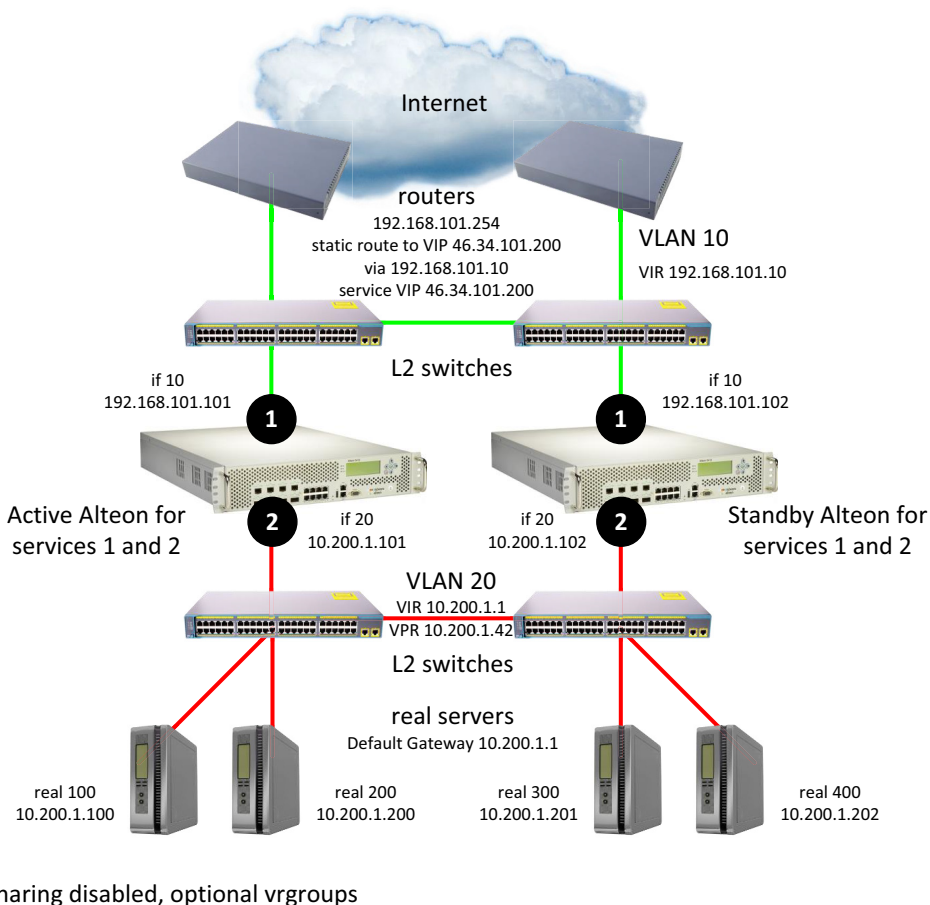 Internet
routers
192.168.101.254
static route to VIP 46.34.101.200
via 192.168.101.10
service VIP 46.34.101.200
VLAN 10
VIR 192.168.101.10
L2 switches
if 10
192.168.101.101
if 10
192.168.101.102
1
1
Active Alteon for
services 1 and 2
2
if 20
10.200.1.101
if 20
10.200.1.102
2
Standby Alteon for
services 1 and 2
VLAN 20
VIR 10.200.1.1
VPR 10.200.1.42
L2 switches
real servers
Default Gateway 10.200.1.1
real 100
10.200.1.100
real 200
10.200.1.200
real 300
10.200.1.201
real 400
10.200.1.202
haring disabled, optional vrgroups